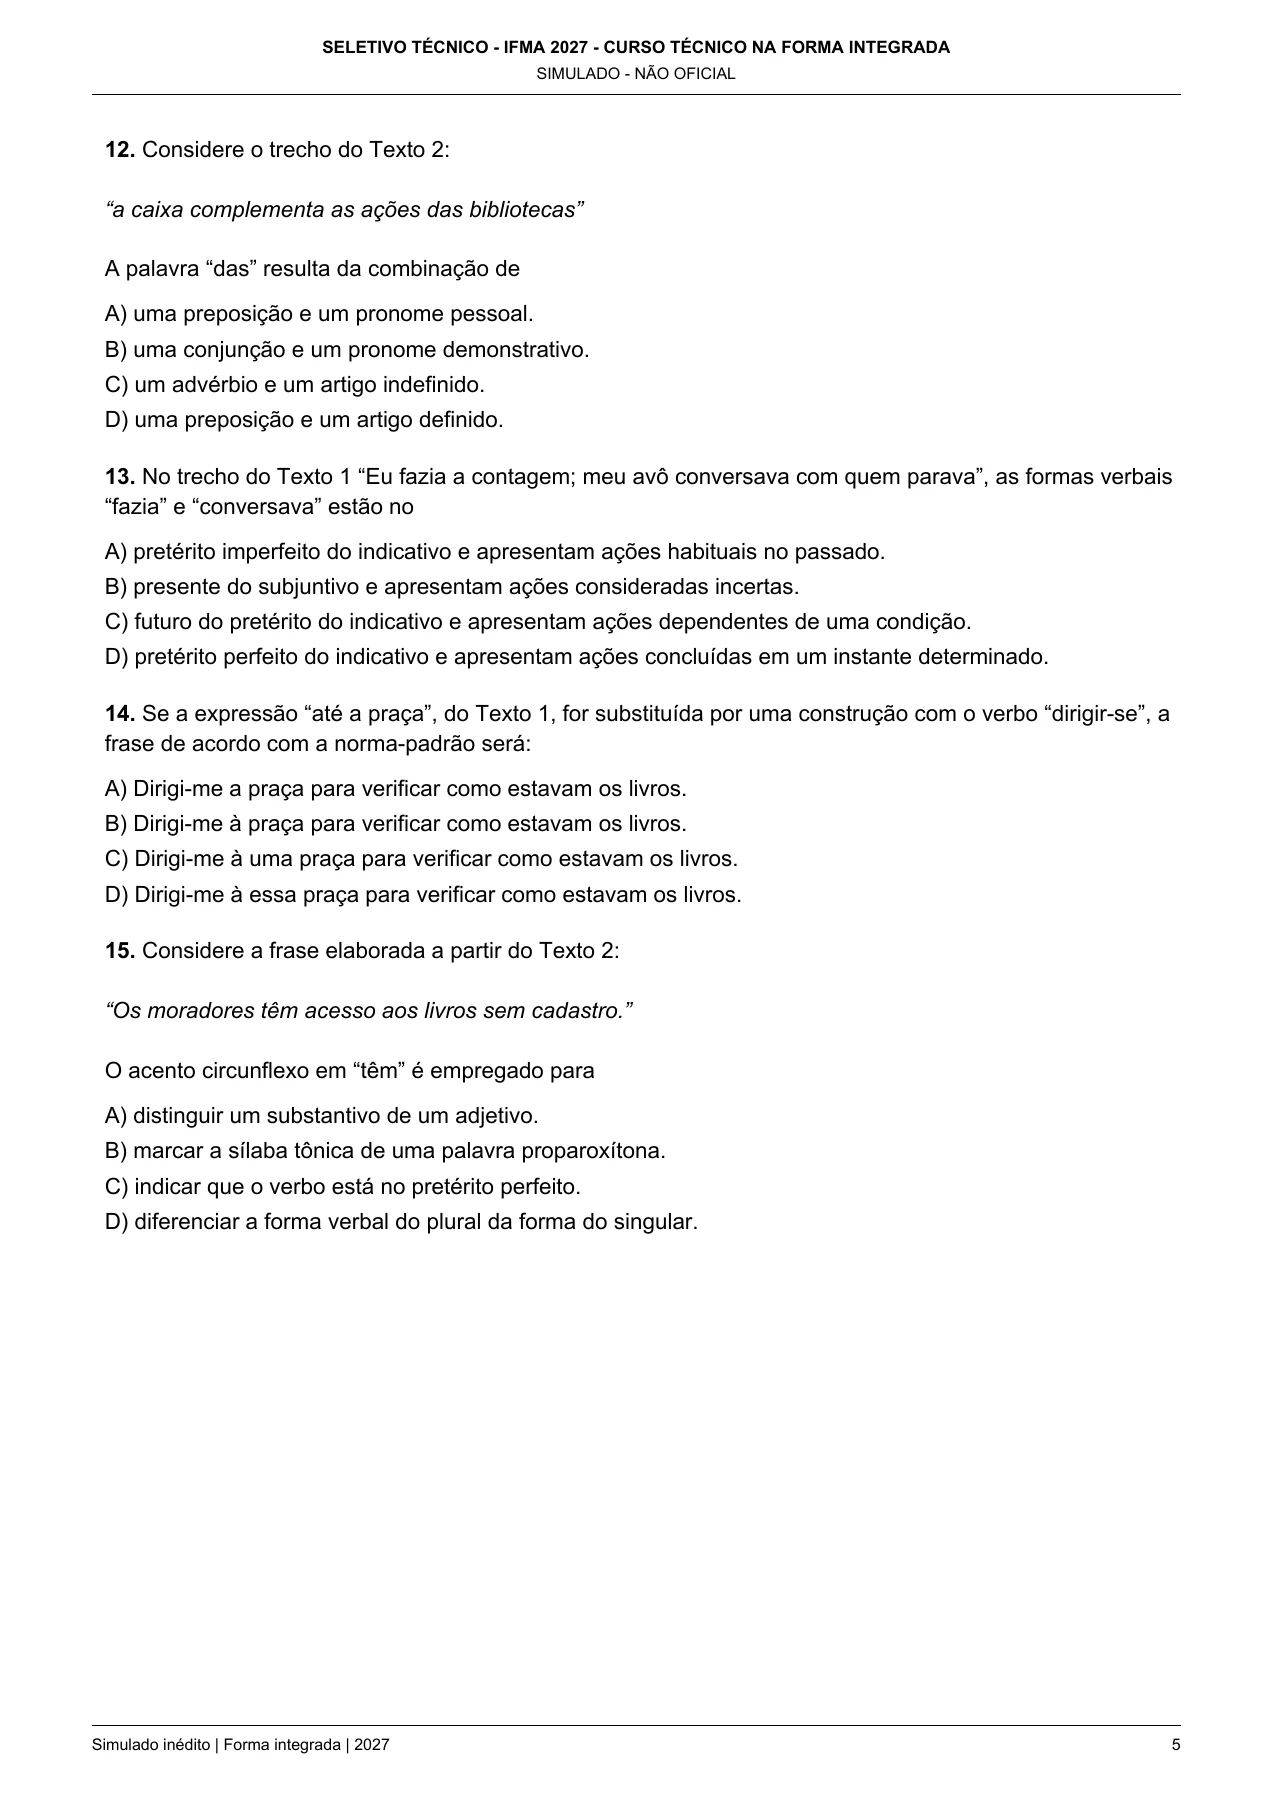 SELETIVO TÉCNICO - IFMA 2027 - CURSO TÉCNICO NA FORMA INTEGRADA
SIMULADO - NÃO OFICIAL
12. Considere o trecho do Texto 2:
“a caixa complementa as ações das bibliotecas”
A palavra “das” resulta da combinação de
A) uma preposição e um pronome pessoal.
B) uma conjunção e um pronome demonstrativo.
C) um advérbio e um artigo indefinido.
D) uma preposição e um artigo definido.
13. No trecho do Texto 1 “Eu fazia a contagem; meu avô conversava com quem parava”, as formas verbais
“fazia” e “conversava” estão no
A) pretérito imperfeito do indicativo e apresentam ações habituais no passado.
B) presente do subjuntivo e apresentam ações consideradas incertas.
C) futuro do pretérito do indicativo e apresentam ações dependentes de uma condição.
D) pretérito perfeito do indicativo e apresentam ações concluídas em um instante determinado.
14. Se a expressão “até a praça”, do Texto 1, for substituída por uma construção com o verbo “dirigir-se”, a
frase de acordo com a norma-padrão será:
A) Dirigi-me a praça para verificar como estavam os livros.
B) Dirigi-me à praça para verificar como estavam os livros.
C) Dirigi-me à uma praça para verificar como estavam os livros.
D) Dirigi-me à essa praça para verificar como estavam os livros.
15. Considere a frase elaborada a partir do Texto 2:
“Os moradores têm acesso aos livros sem cadastro.”
O acento circunflexo em “têm” é empregado para
A) distinguir um substantivo de um adjetivo.
B) marcar a sílaba tônica de uma palavra proparoxítona.
C) indicar que o verbo está no pretérito perfeito.
D) diferenciar a forma verbal do plural da forma do singular.
Simulado inédito | Forma integrada | 2027
5